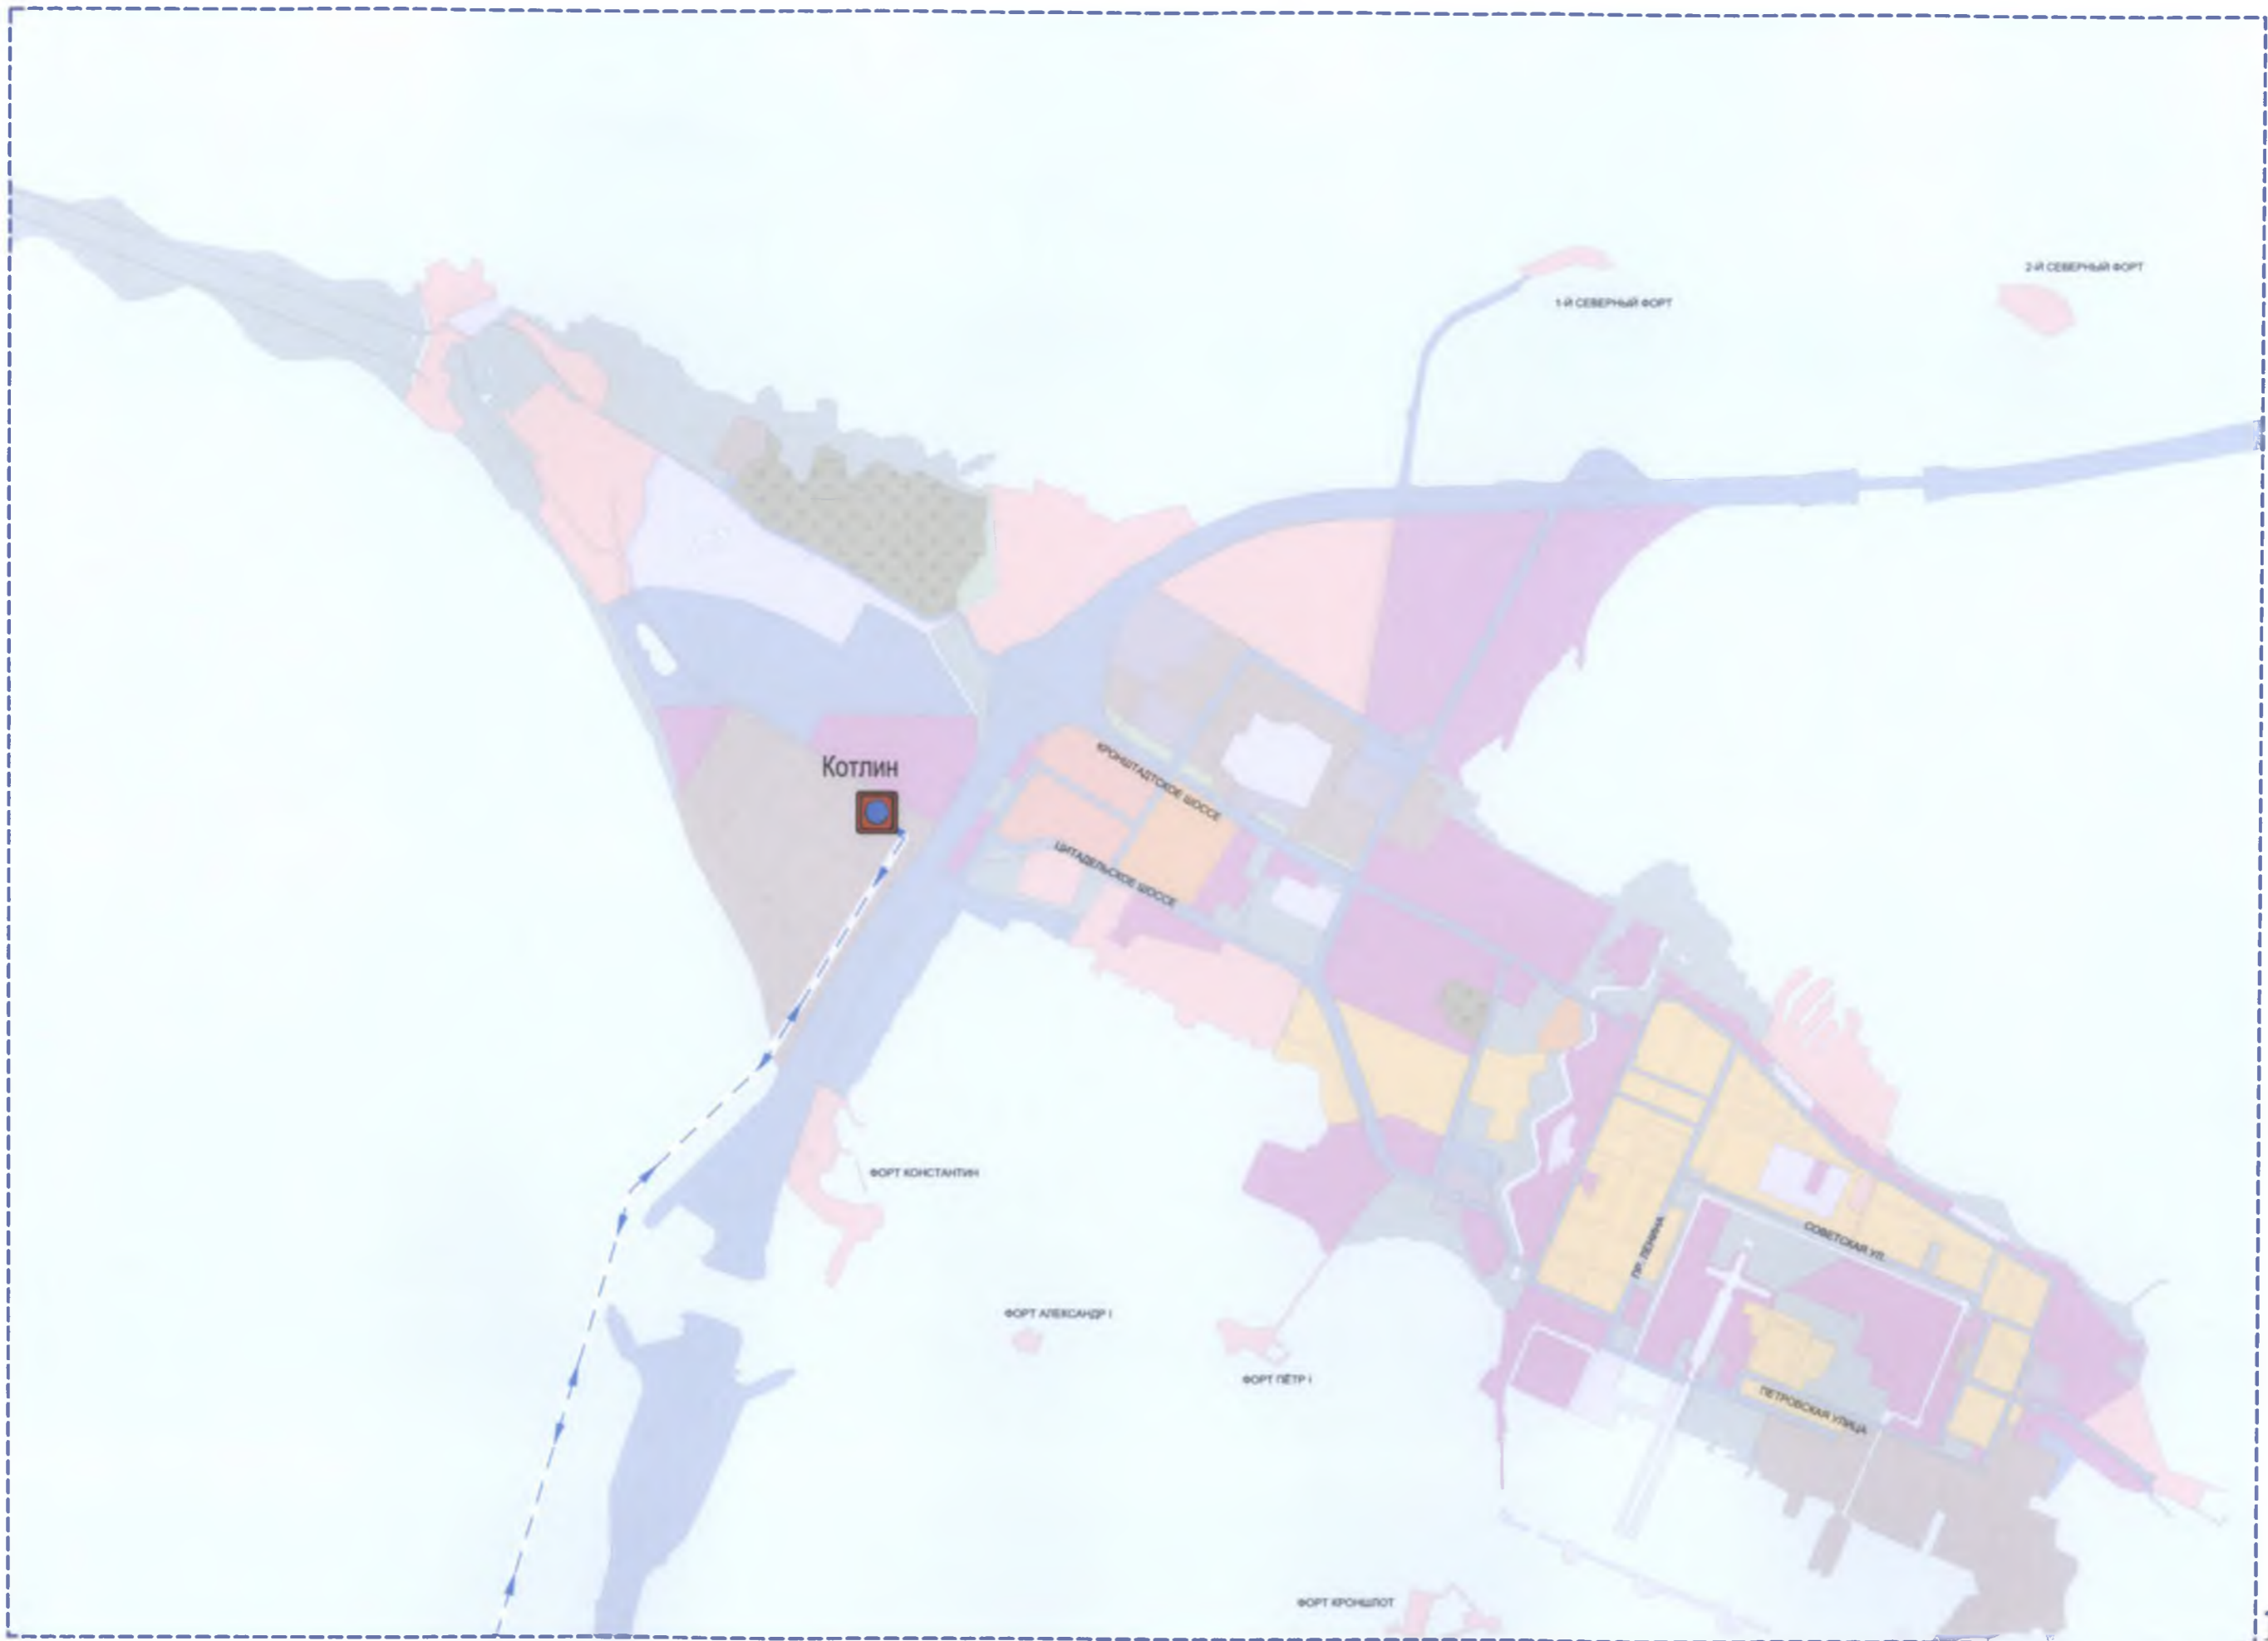 2-Й СЕВЕРНЫЙ ФОРТ
1-Й СЕВЕРНЫЙ ФОРТ
Котлин
КРОНШТАДТСКОЕ ШОССЕ
ЦИТАДЕЛЬСКОЕ ШОССЕ
ФОРТ КОНСТАНТИН
ПР. ЛЕНИНА
СОВЕТСКАЯ УЛ.
ФОРТ АЛЕКСАНДР I
ФОРТ ПЁТР I
ПЕТРОВСКАЯ УЛИЦА
ФОРТ КРОНШЛОТ